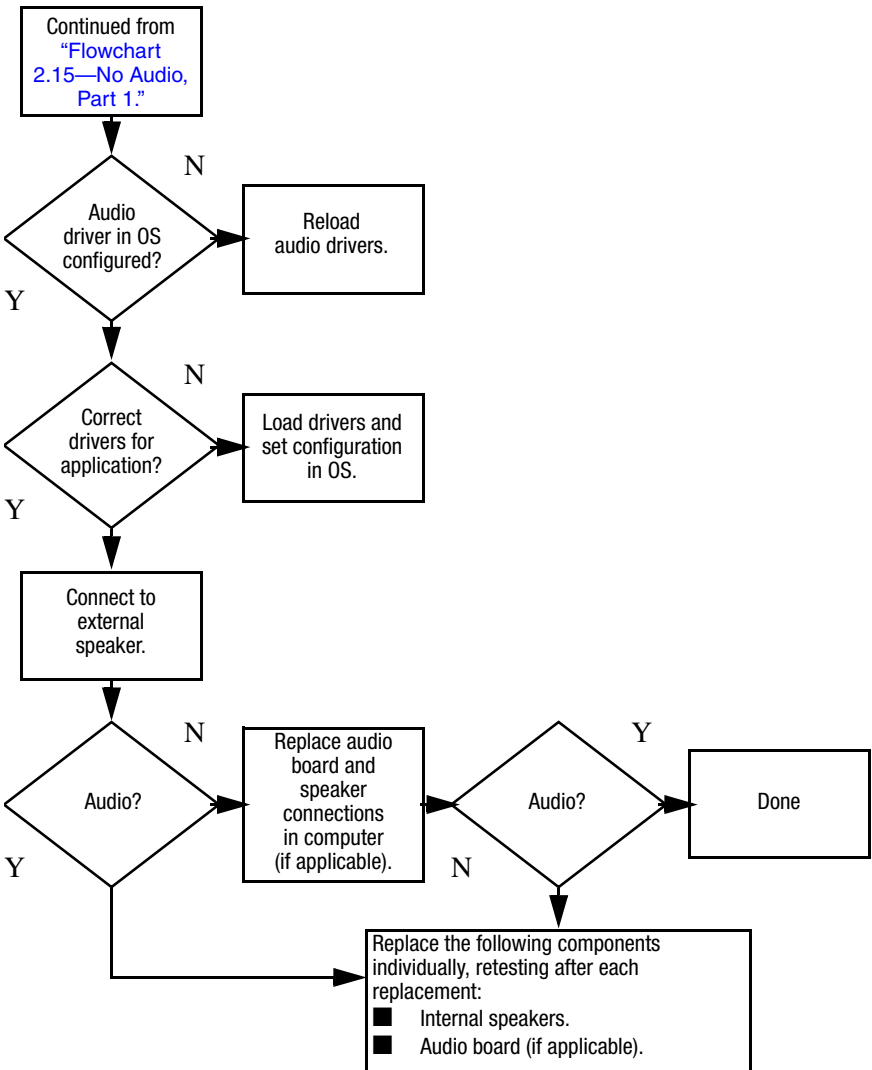 Continued from
“Flowchart
2.15—No Audio,
Part 1.”
N
Audio
driver in OS
configured?
Reload
audio drivers.
Y
N
Correct
drivers for
application?
Load drivers and
set configuration
in OS.
Y
Connect to
external
speaker.
N
Audio?
Y
Replace audio
board and
speaker
connections
in computer
(if applicable).
Audio?
Y
N
Done
Replace the following components
individually, retesting after each
replacement:
■ Internal speakers.
■ Audio board (if applicable).